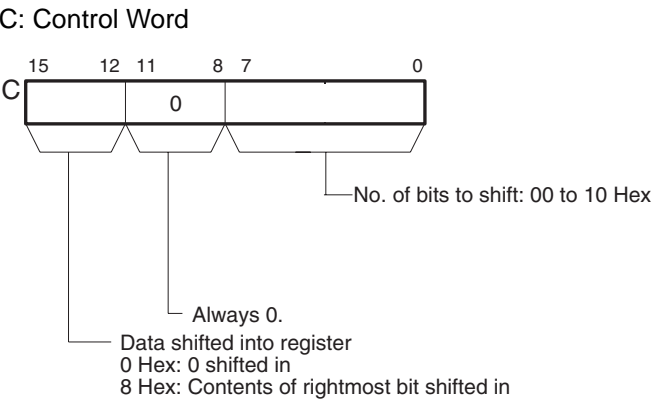 C: Control Word
15 12 11 8 7 0
C
0
No. of bits to shift: 00 to 10 Hex
Always 0.
Data shifted into register
0 Hex: 0 shifted in
8 Hex: Contents of rightmost bit shifted in